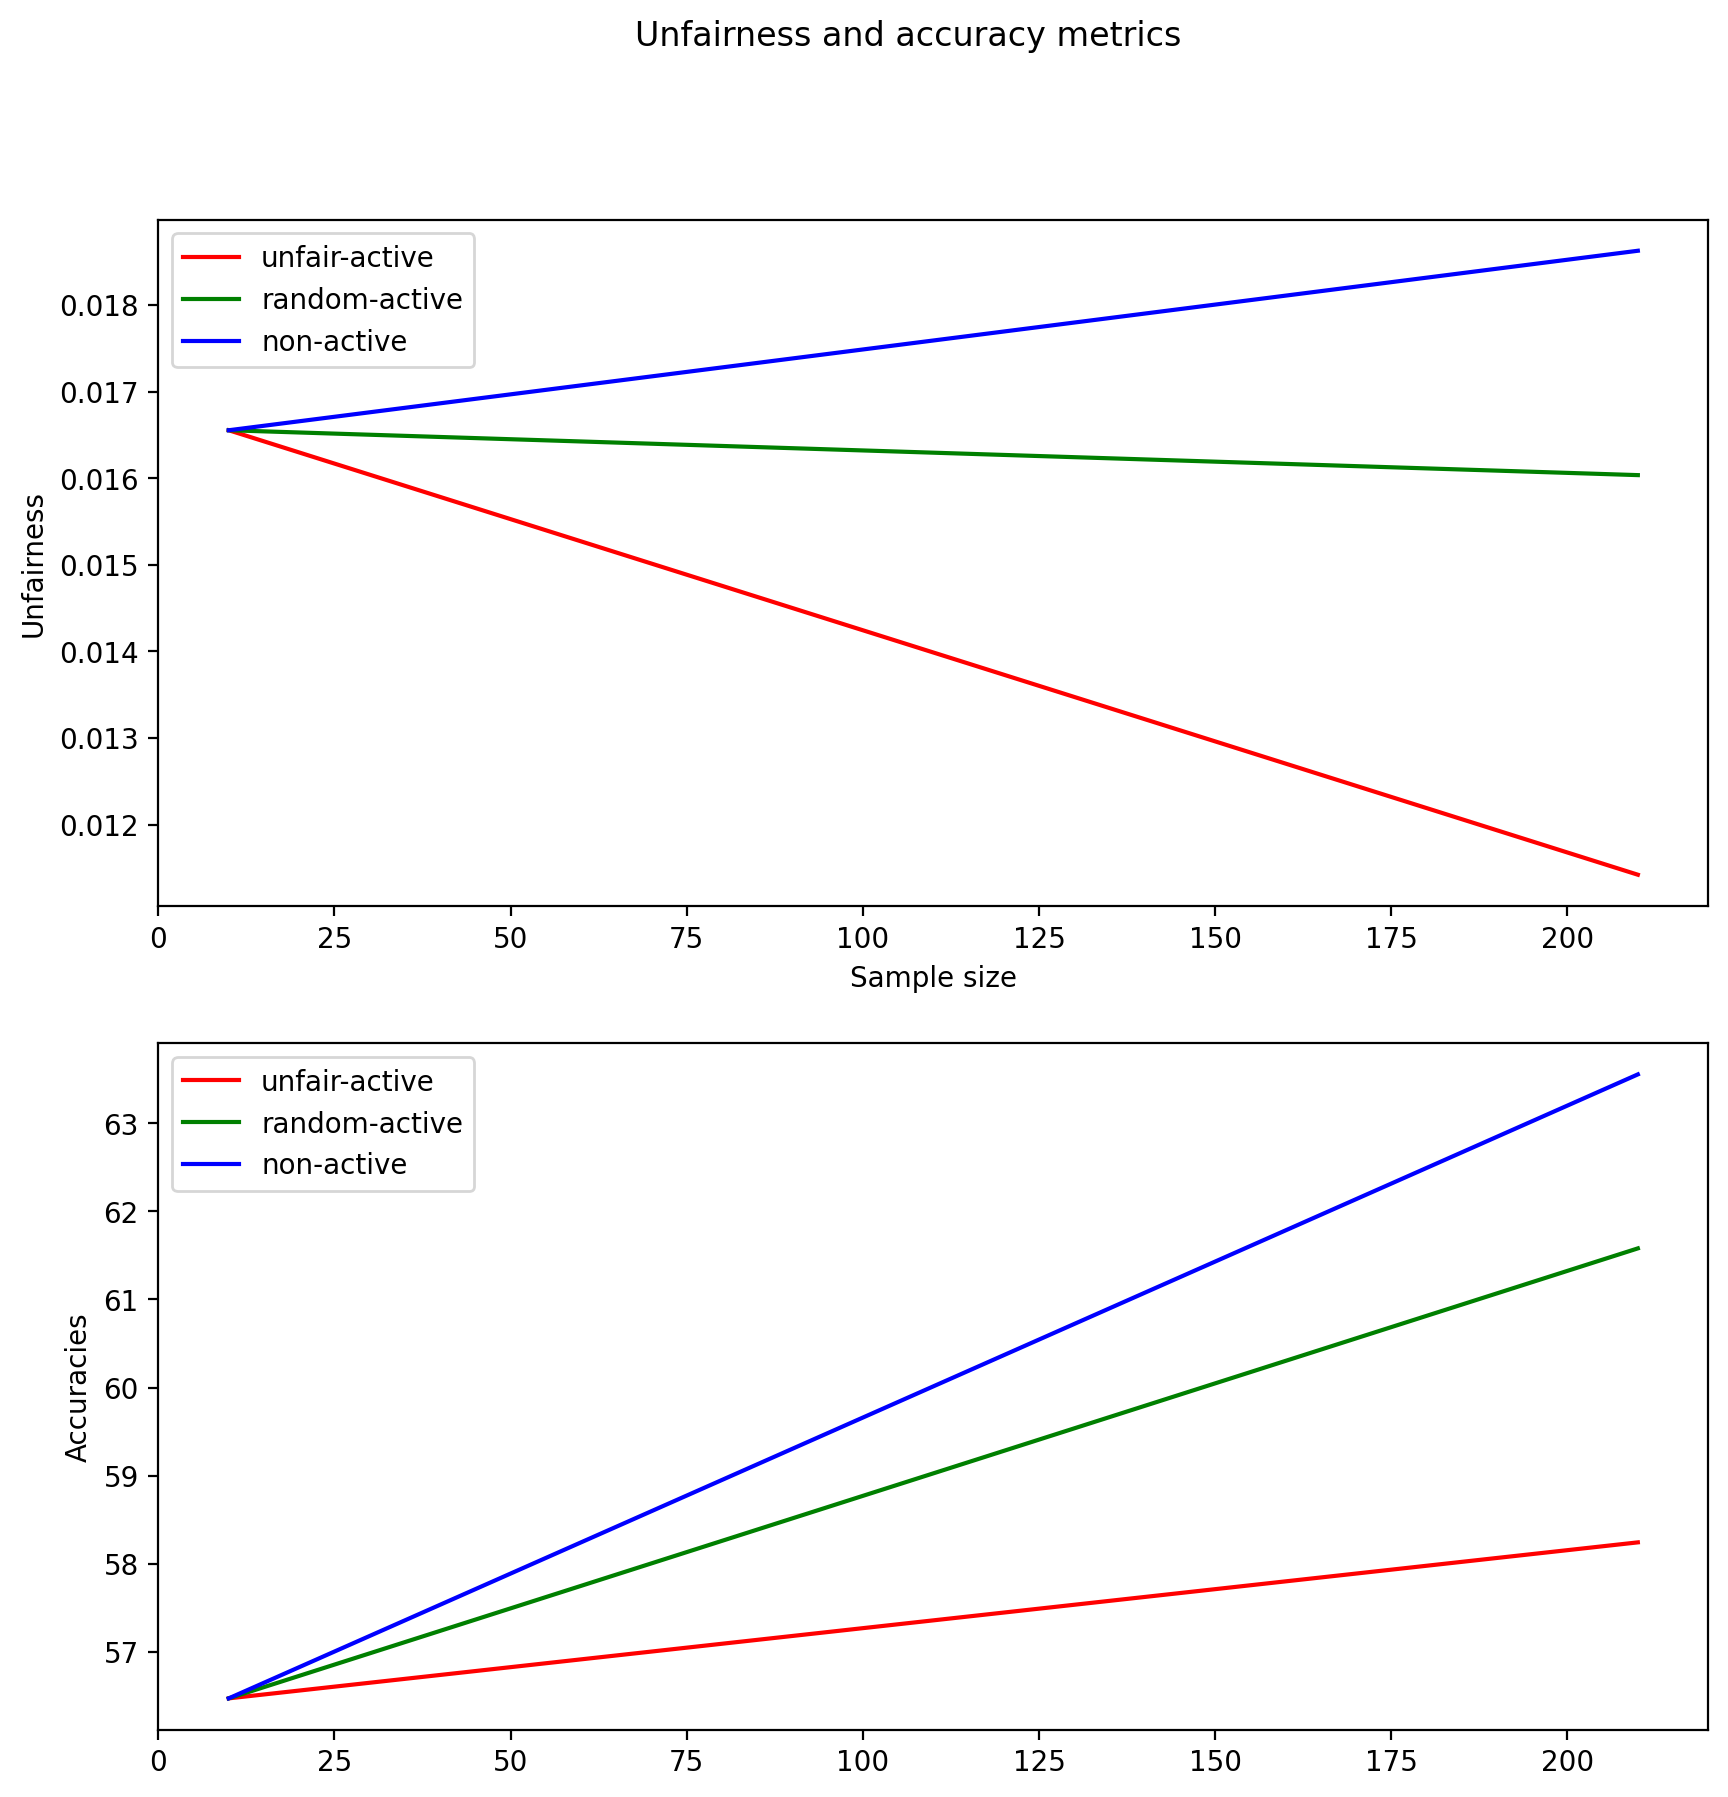 Unfairness and accuracy metrics
unfair-active
random-active
non-active
0.018
0.017
0.016
0.015
0.014
0.013
0.012
Unfairness
0 25 50 75 100 125 150 175 200
Sample size
unfair-active
random-active
non-active
63
62
61
60
59
58
57
Accuracies
0 25 50 75 100 125 150 175 200